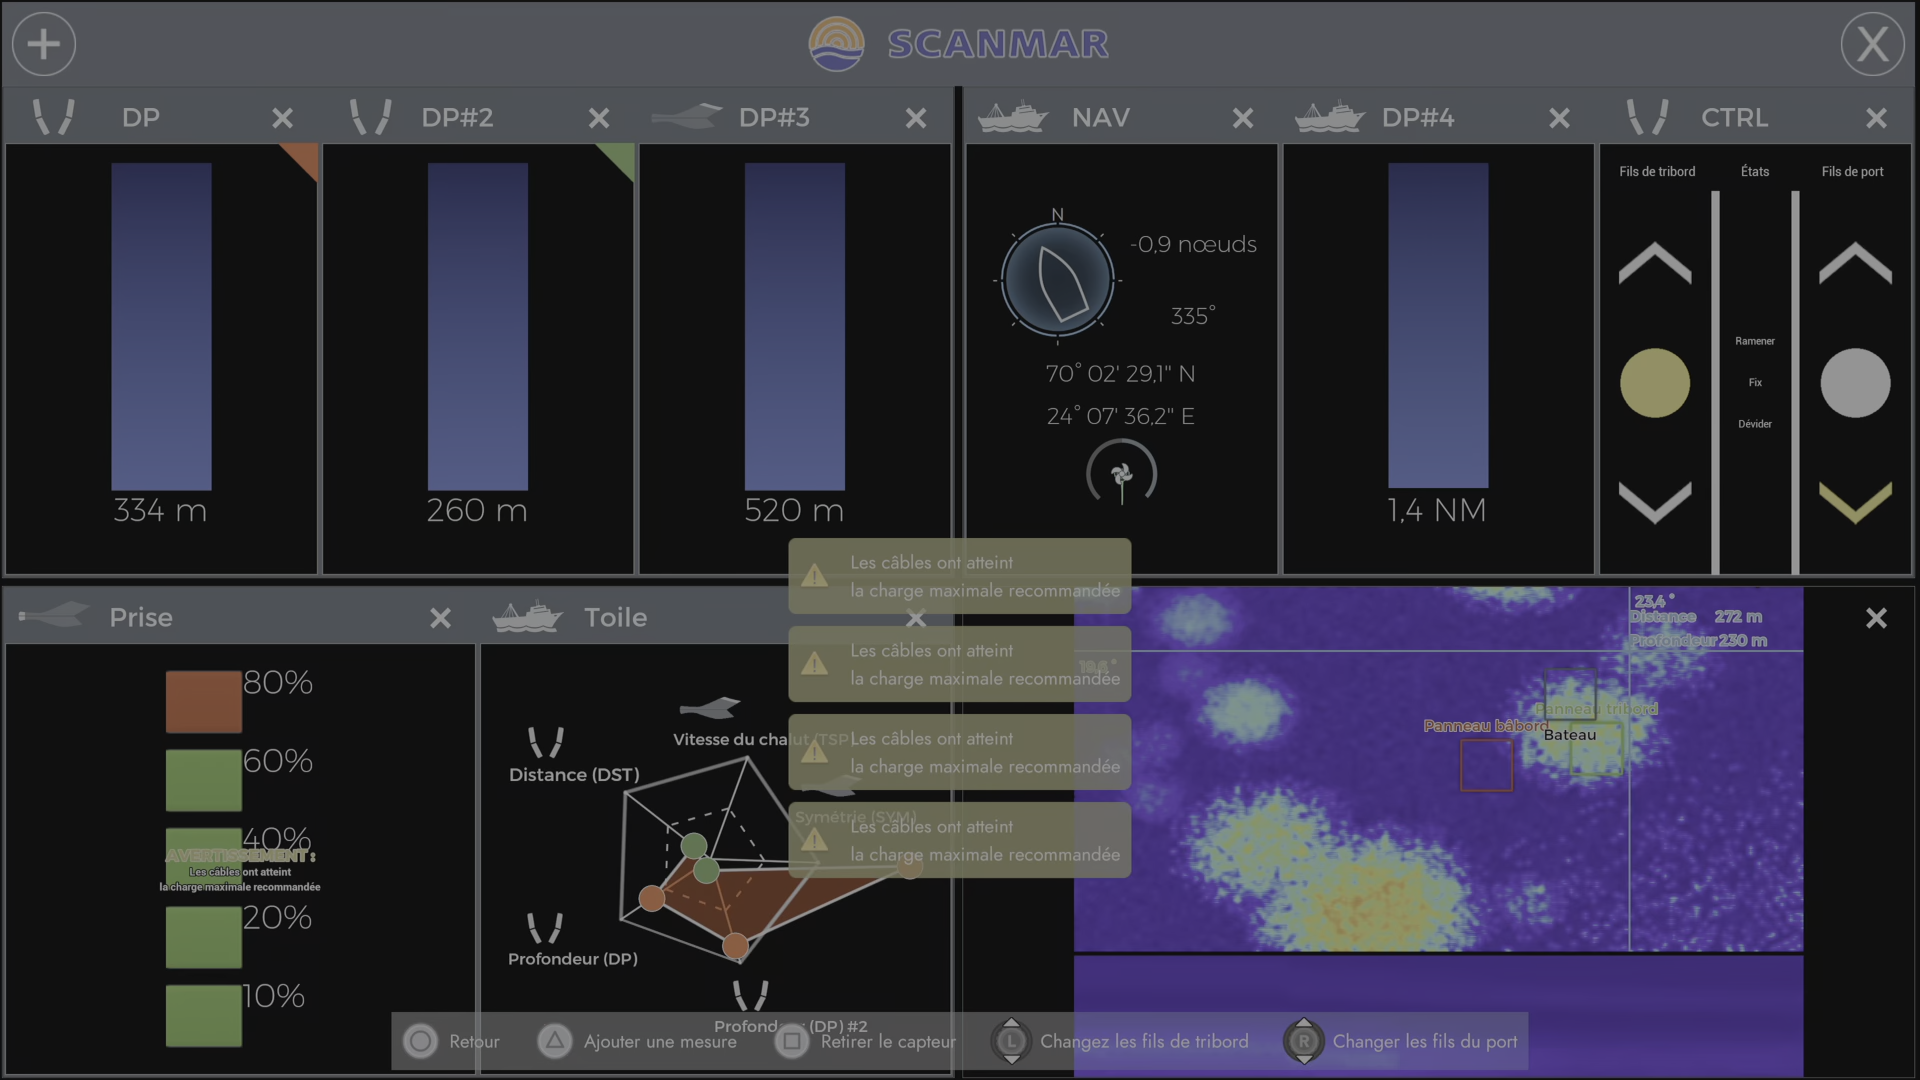 SCANMAR
X
DP
DP#2
DP#3
NAV
DP#4
CTRL
334 m
260 m
520 m
N
-0,9 nœuds
335°
70° 02' 29,1" N
24° 07' 36,2" E
1,4 NM
Fils de tribord
États
Fils de port
Ramener
Fix
Dévider
Les câbles ont atteint
la charge maximale recommandée
Les câbles ont atteint
la charge maximale recommandée
Les câbles ont atteint
la charge maximale recommandée
Les câbles ont atteint
la charge maximale recommandée
Prise
80%
60%
40%
20%
10%
AVERTISSEMENT :
Les câbles ont atteint
la charge maximale recommandée
Toile
Vitesse du chalut (TSP)
Distance (DST)
Symétrie (SYM)
Profondeur (DP)
(DP) #2
23,4 °
Distance 272 m
Profondeur 230 m
Panneau tribord
Panneau bâbord
Bateau
Retour
Ajouter une mesure
Retirer le capteur
L
Changez les fils de tribord
R
Changer les fils du port